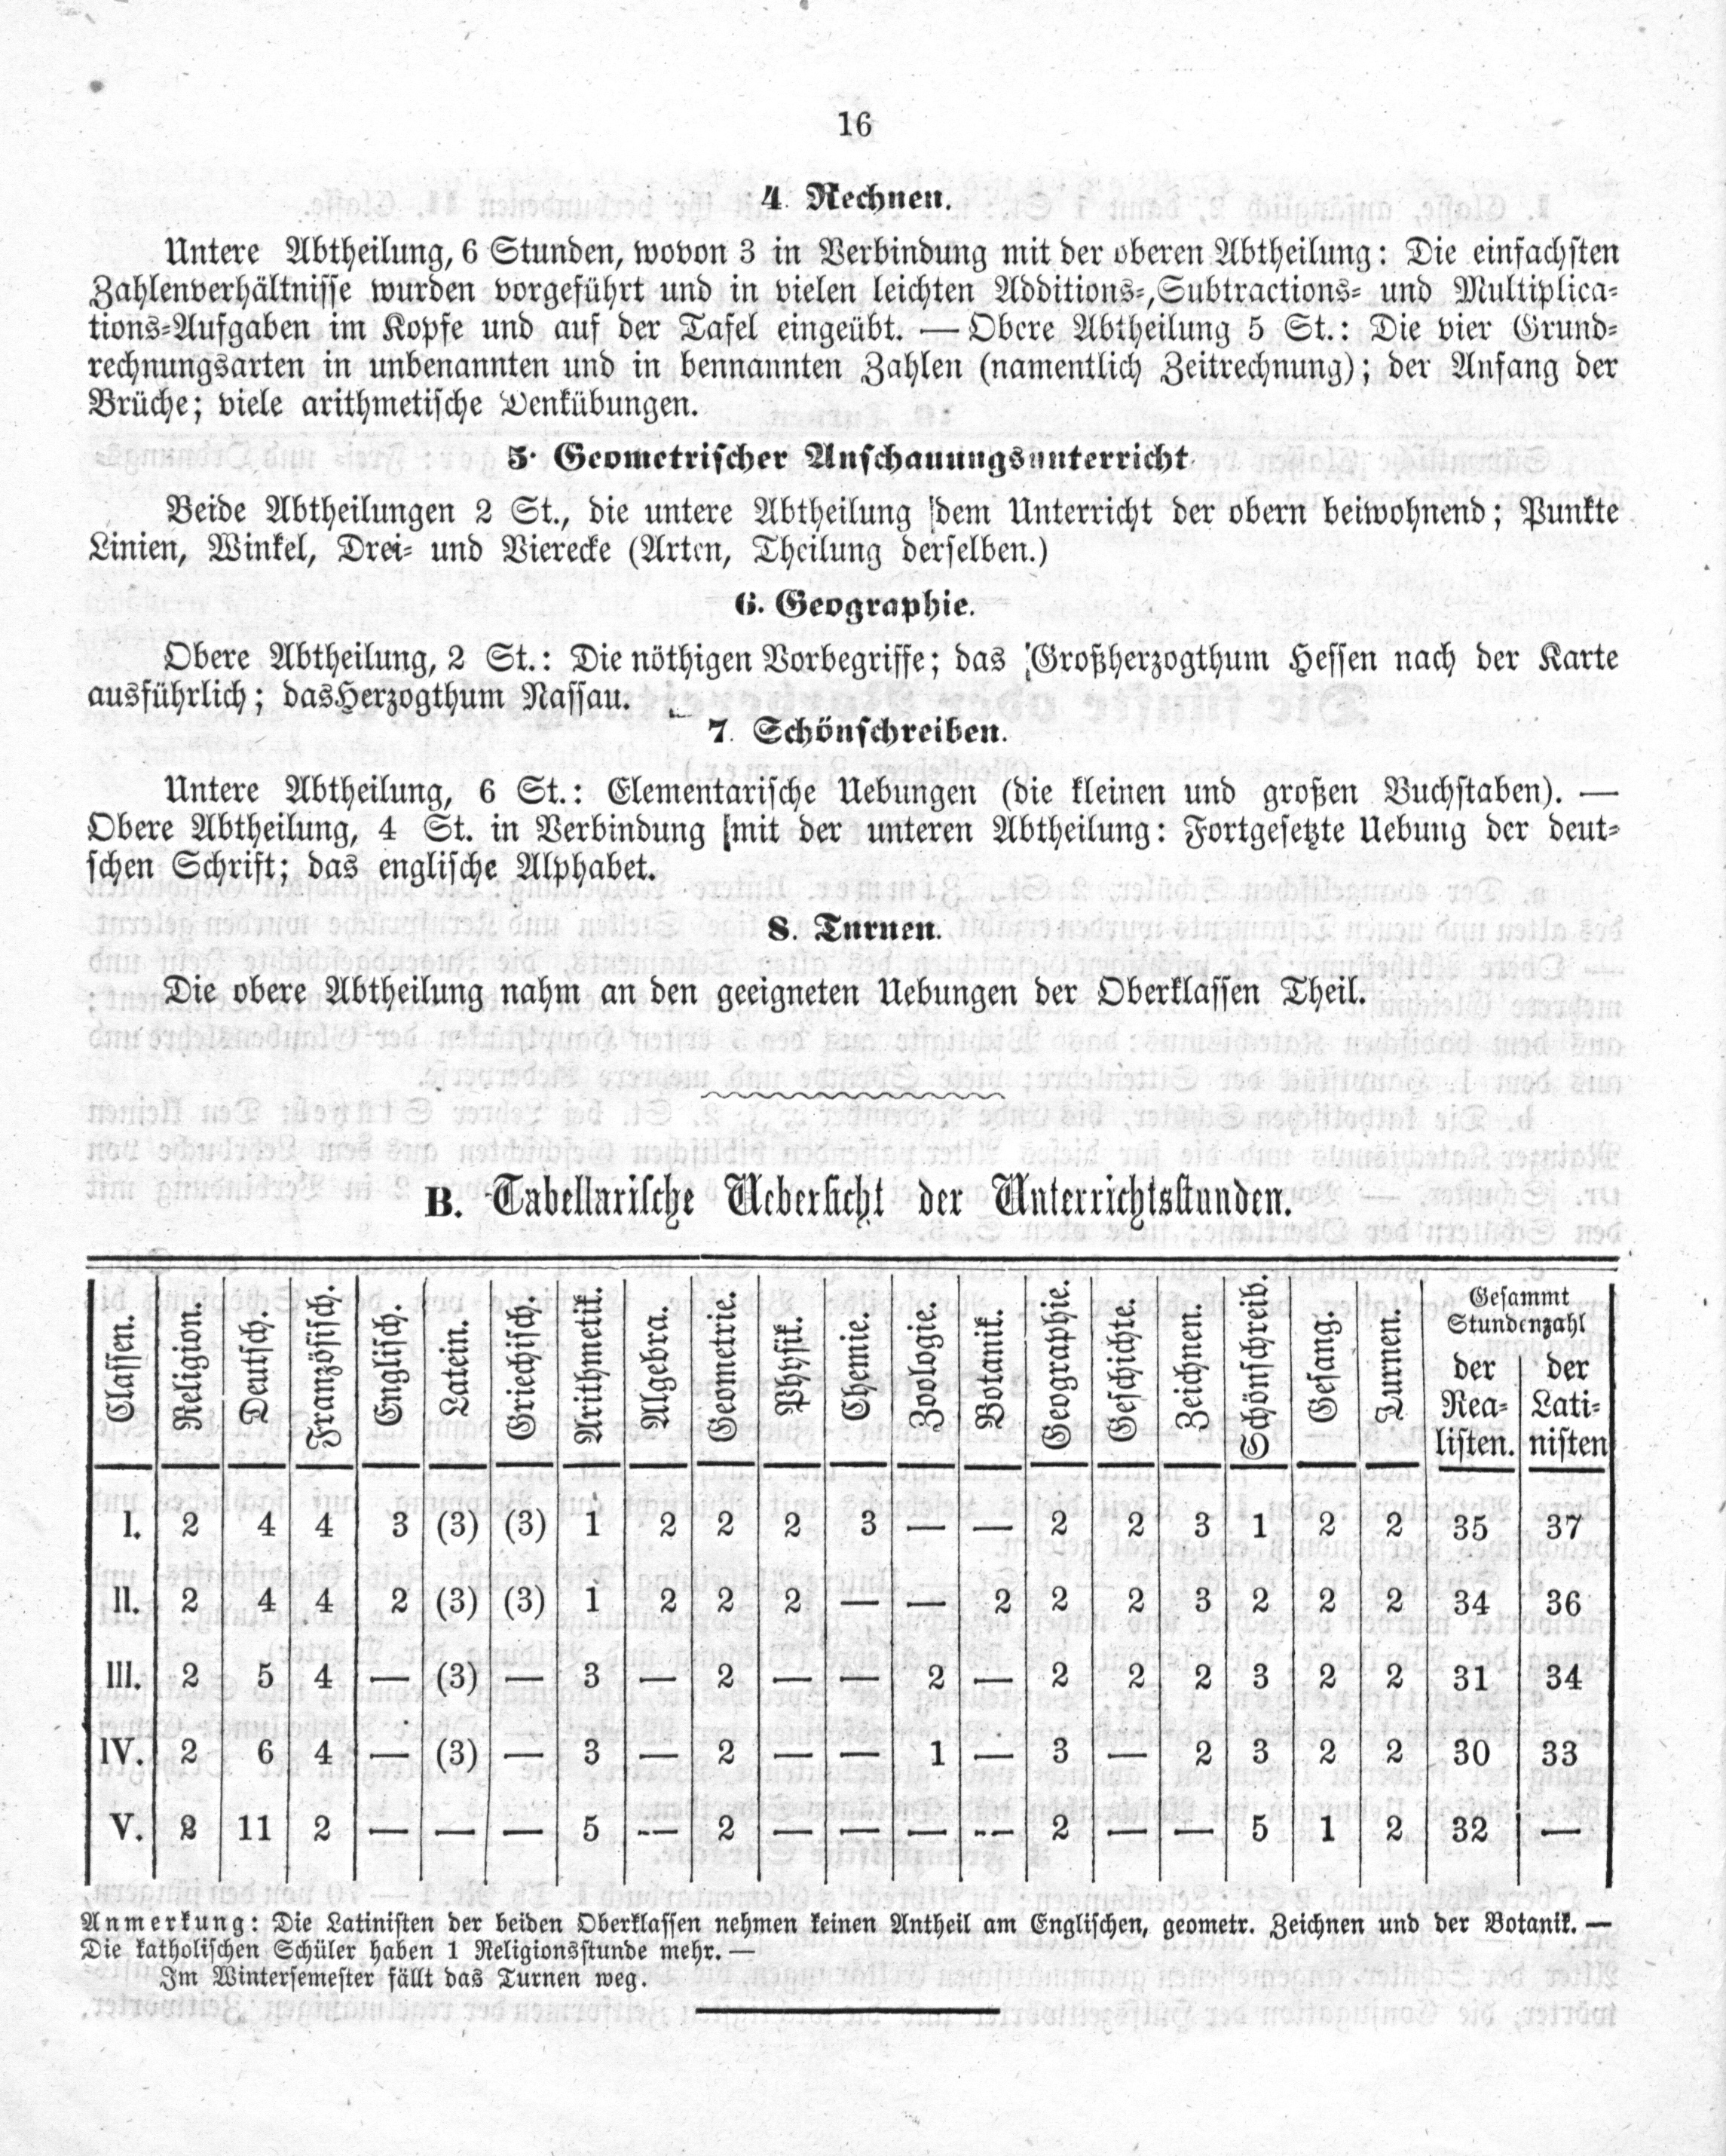 16
4. Rechnen.
Untere Abtheilung, 6 Stunden, wovon 3 in Verbindung mit der oberen Abtheilung: Die einfachsten
Zahlenverhältnisse wurden vorgeführt und in vielen leichten Additions-, Subtractions- und Multiplica-
tions-Aufgaben im Kopfe und auf der Tafel eingeübt. — Obere Abtheilung 5 St.: Die vier Grund-
rechnungsarten in unbenannten und in bennannten Zahlen (namentlich Zeitrechnung); der Anfang der
Brüche; viele arithmetische Denkübungen.
5. Geometrischer Anschauungsunterricht
Beide Abtheilungen 2 St., die untere Abtheilung dem Unterricht der obern beiwohnend; Punkte
Linien, Winkel, Drei- und Vierecke (Arten, Theilung derselben.)
6. Geographie.
Obere Abtheilung, 2 St.: Die nöthigen Vorbegriffe; das Großherzogthum Hessen nach der Karte
ausführlich; das Herzogthum Nassau.
7. Schönschreiben.
Untere Abtheilung, 6 St.: Elementarische Uebungen (die kleinen und großen Buchstaben). —
Obere Abtheilung, 4 St. in Verbindung mit der unteren Abtheilung: Fortgesetzte Uebung der deut-
schen Schrift; das englische Alphabet.
8. Turnen.
Die obere Abtheilung nahm an den geeigneten Uebungen der Oberklassen Theil.
B. Tabellarische Uebersicht der Unterrichtsstunden.
Classen. Religion. Deutsch. Französisch. Englisch. Latein. Griechisch. Arithmetik. Algebra. Geometrie. Physik. Chemie. Zoologie. Botanik. Geographie. Geschichte. Zeichnen. Schönschreib. Gesang. Turnen. Gesammt
Stundenzahl
der der
Rea- Lati-
listen. nisten
I. 2 4 4 3 (3) (3) 1 2 2 2 3 — — 2 2 3 1 2 2 35 37
II. 2 4 4 2 (3) (3) 1 2 2 2 — — 2 2 2 3 2 2 2 34 36
III. 2 5 4 — (3) — 3 — 2 — — 2 — 2 2 2 3 2 2 31 34
IV. 2 6 4 — (3) — 3 — 2 — — 1 — 3 — 2 3 2 2 30 33
V. 2 11 2 — — — 5 — 2 — — — — 2 — — 5 1 2 32 —
Anmerkung: Die Latinisten der beiden Oberklassen nehmen keinen Antheil am Englischen, geometr. Zeichnen und der Botanik. —
Die katholischen Schüler haben 1 Religionsstunde mehr. —
Im Wintersemester fällt das Turnen weg.